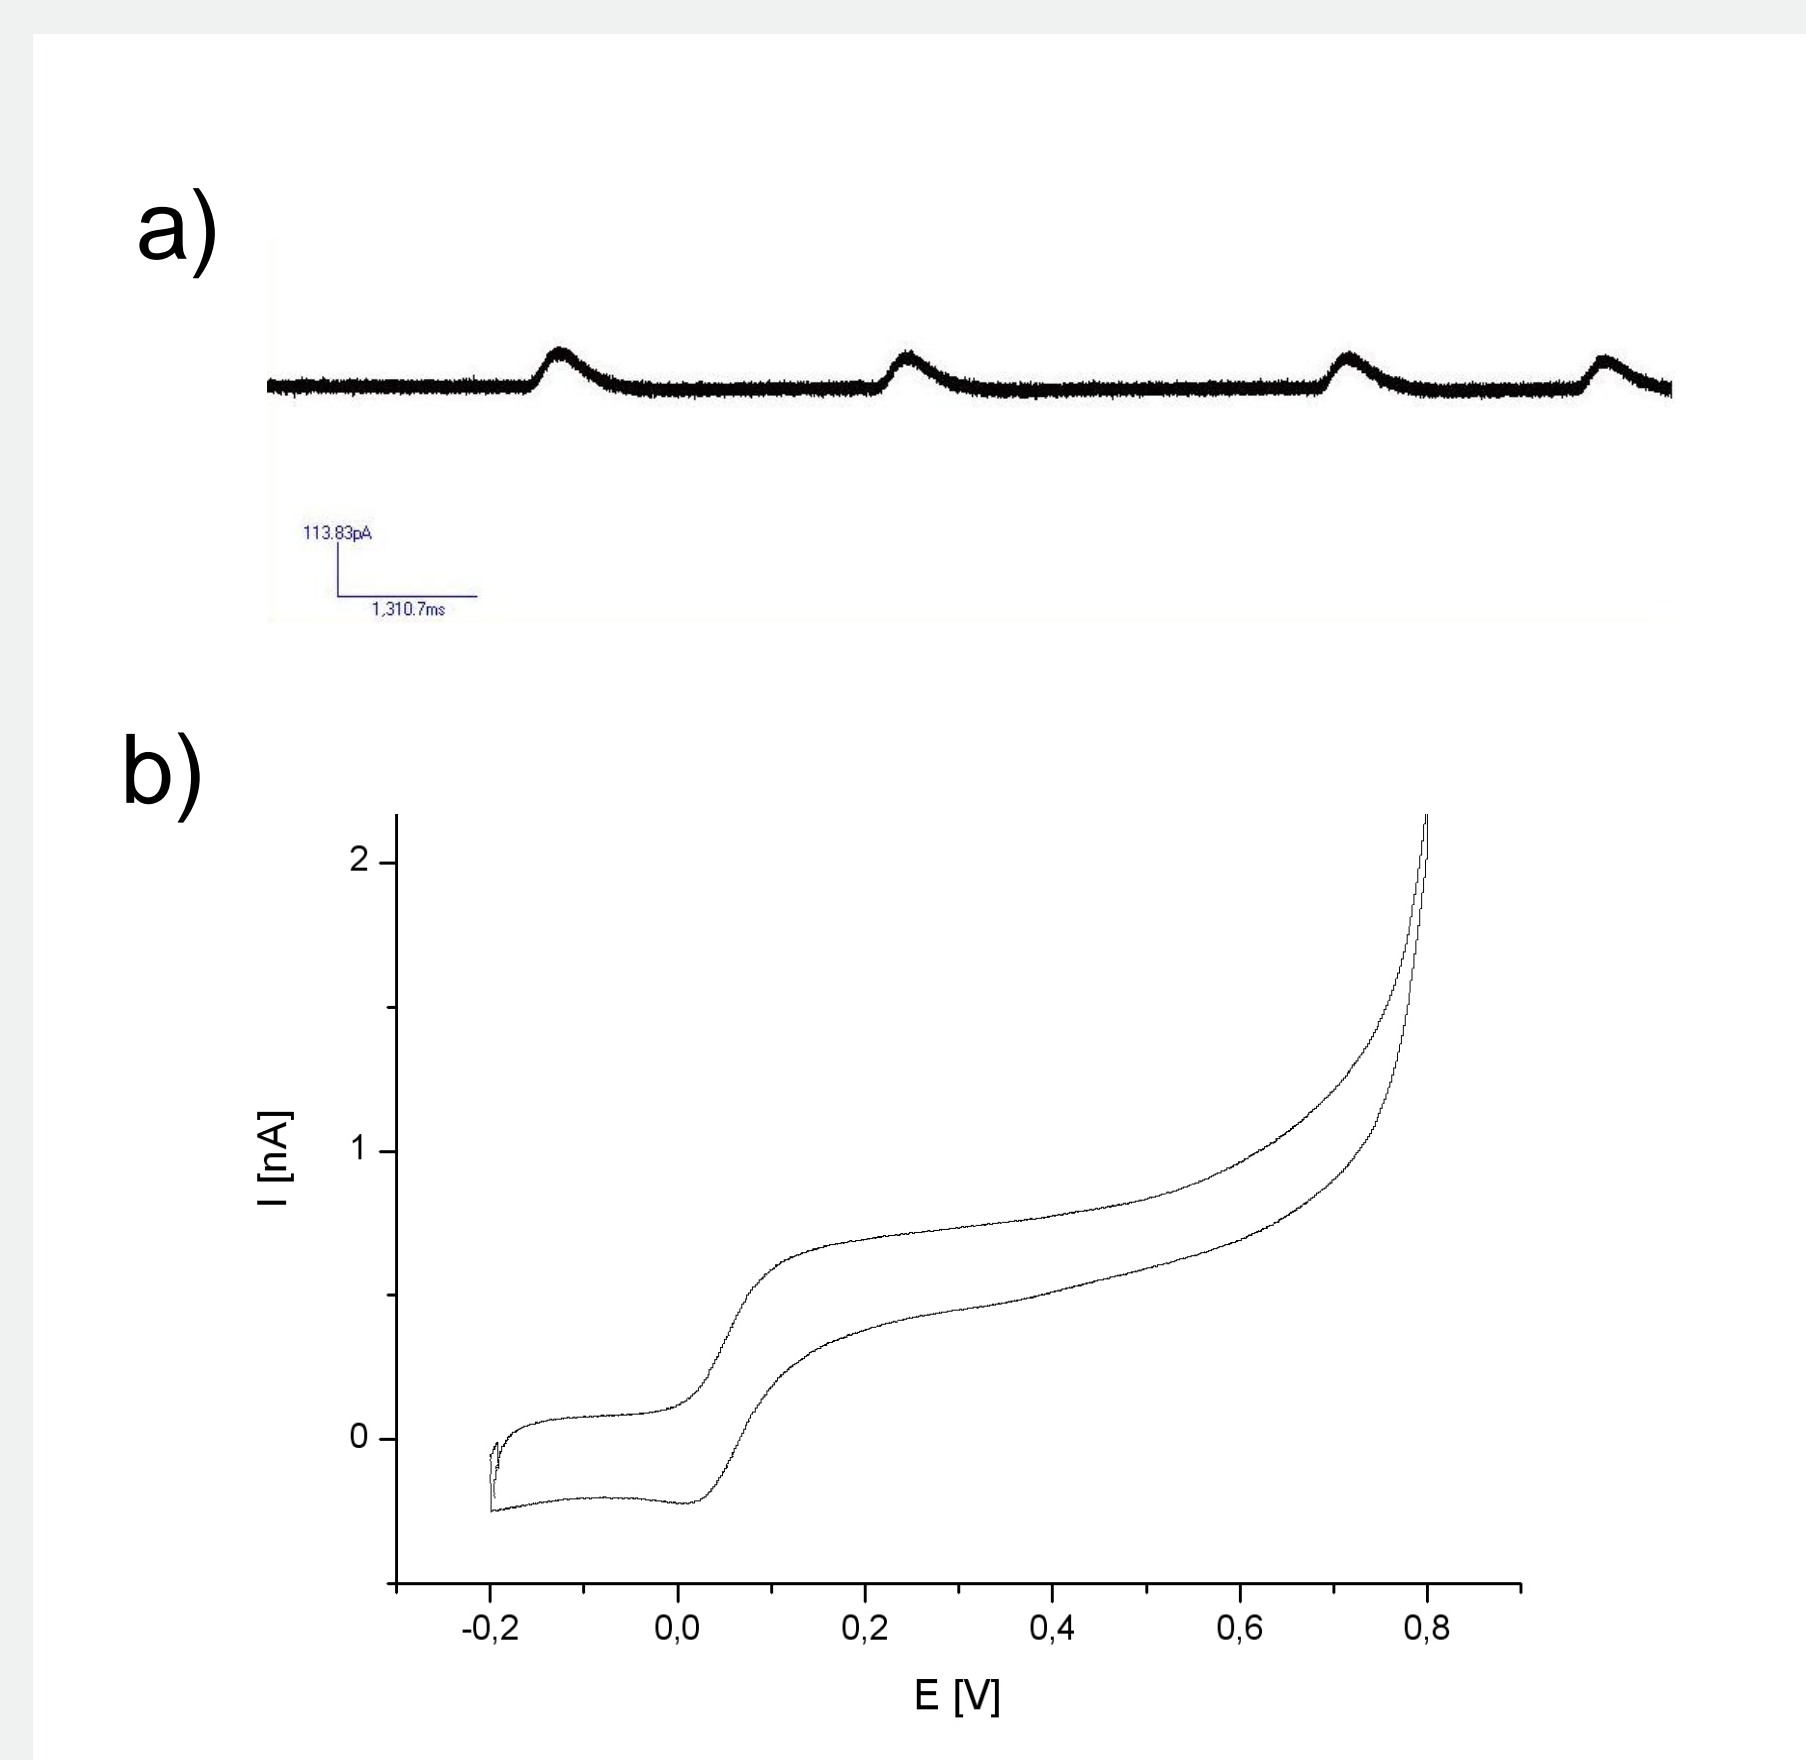 a)
113.83pA
1,310.7ms
b)
2
1
0
I [nA]
-0,2 0,0 0,2 0,4 0,6 0,8
E [V]